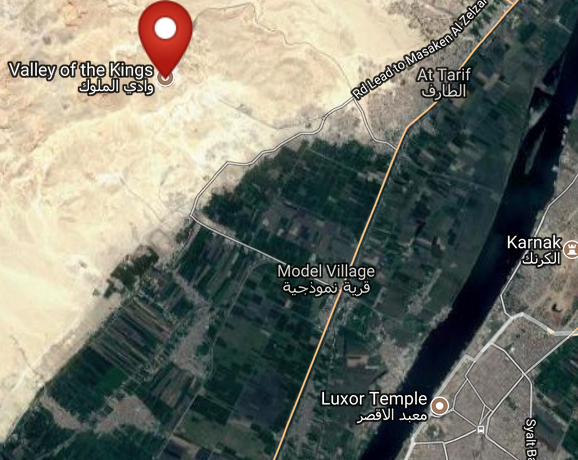 Rd Lead to Masaken Al-Zelzal
Valley of the Kings
وادي الملوك
At Tarif
الطارف
Karnak
الكرنك
Model Village
قرية نموذجية
Luxor Temple
معبد الأقصر